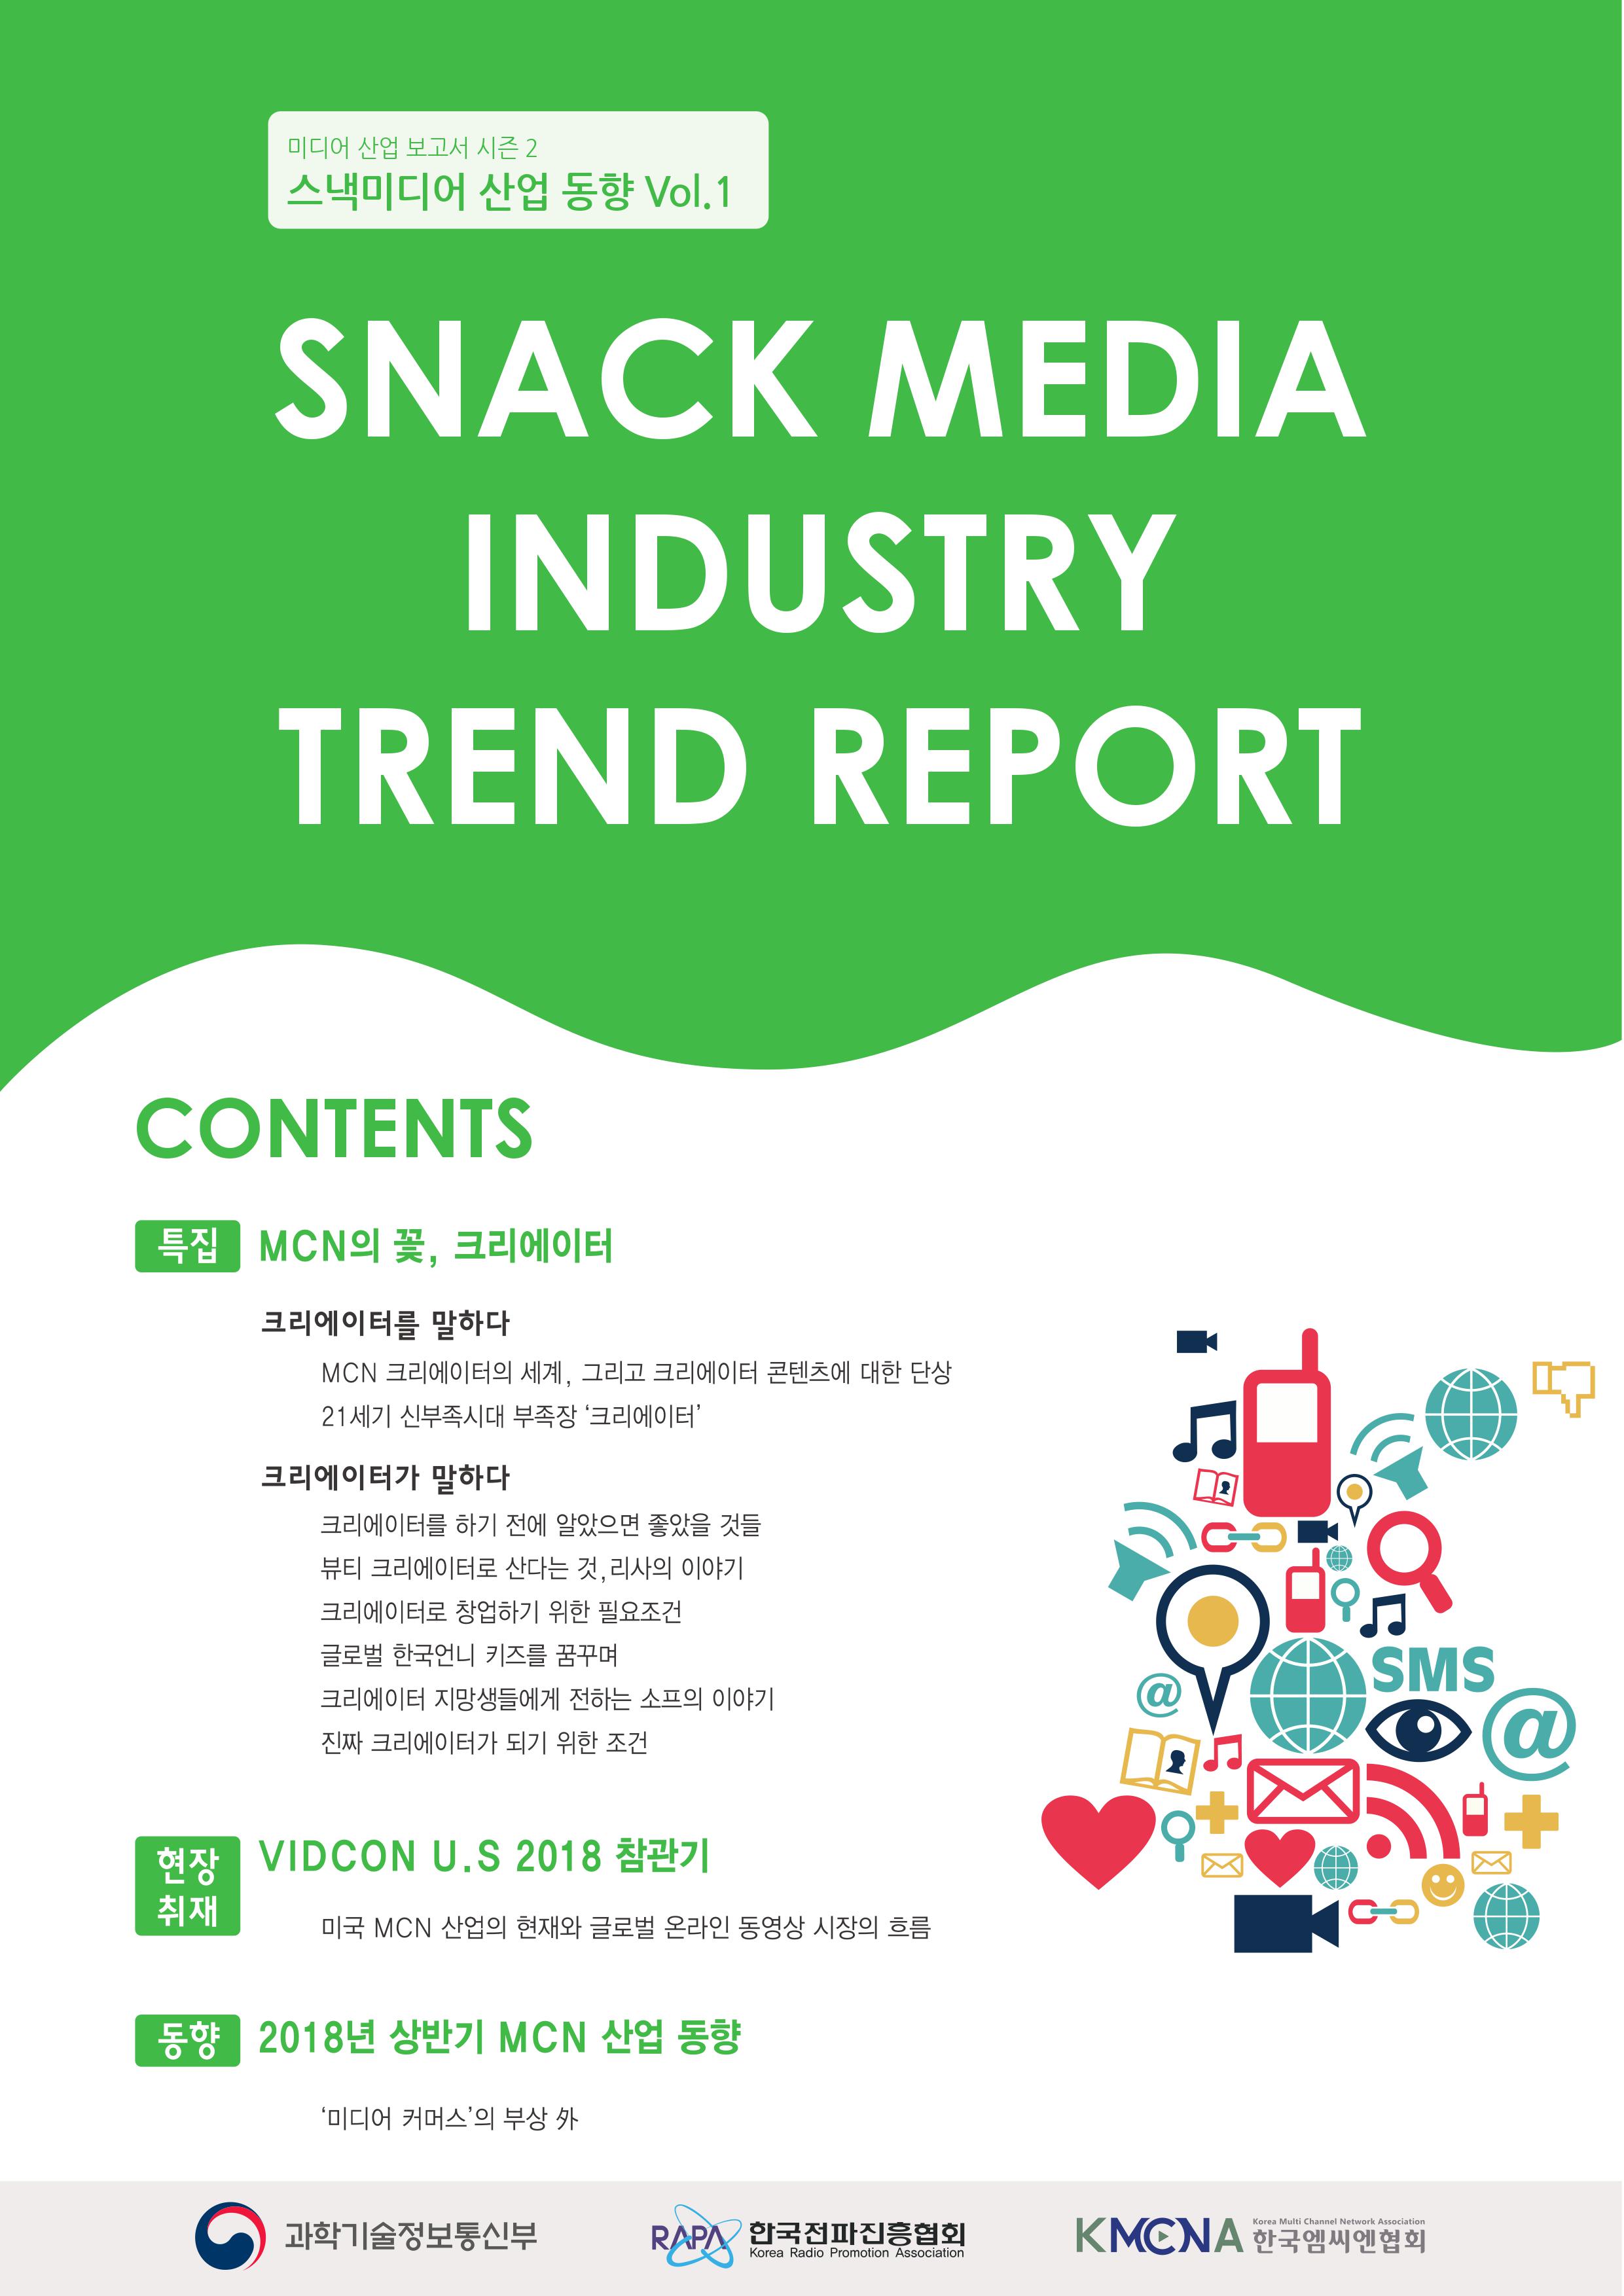 미디어 산업 보고서 시즌 2
스낵미디어 산업 동향 Vol.1
SNACK MEDIA
INDUSTRY
TREND REPORT
CONTENTS
특집 MCN의 꽃, 크리에이터
크리에이터를 말하다
MCN 크리에이터의 세계, 그리고 크리에이터 콘텐츠에 대한 단상
21세기 신부족시대 부족장 ‘크리에이터’
크리에이터가 말하다
크리에이터를 하기 전에 알았으면 좋았을 것들
뷰티 크리에이터로 산다는 것,리사의 이야기
크리에이터로 창업하기 위한 필요조건
글로벌 한국언니 키즈를 꿈꾸며
크리에이터 지망생들에게 전하는 소프의 이야기
진짜 크리에이터가 되기 위한 조건
현장
취재
VIDCON U.S 2018 참관기
미국 MCN 산업의 현재와 글로벌 온라인 동영상 시장의 흐름
동향 2018년 상반기 MCN 산업 동향
‘미디어 커머스’의 부상 外
SMS
@
@
과학기술정보통신부
RAPA 한국전파진흥협회
Korea Radio Promotion Association
KMCNA
Korea Multi Channel Network Association
한국엠씨엔협회